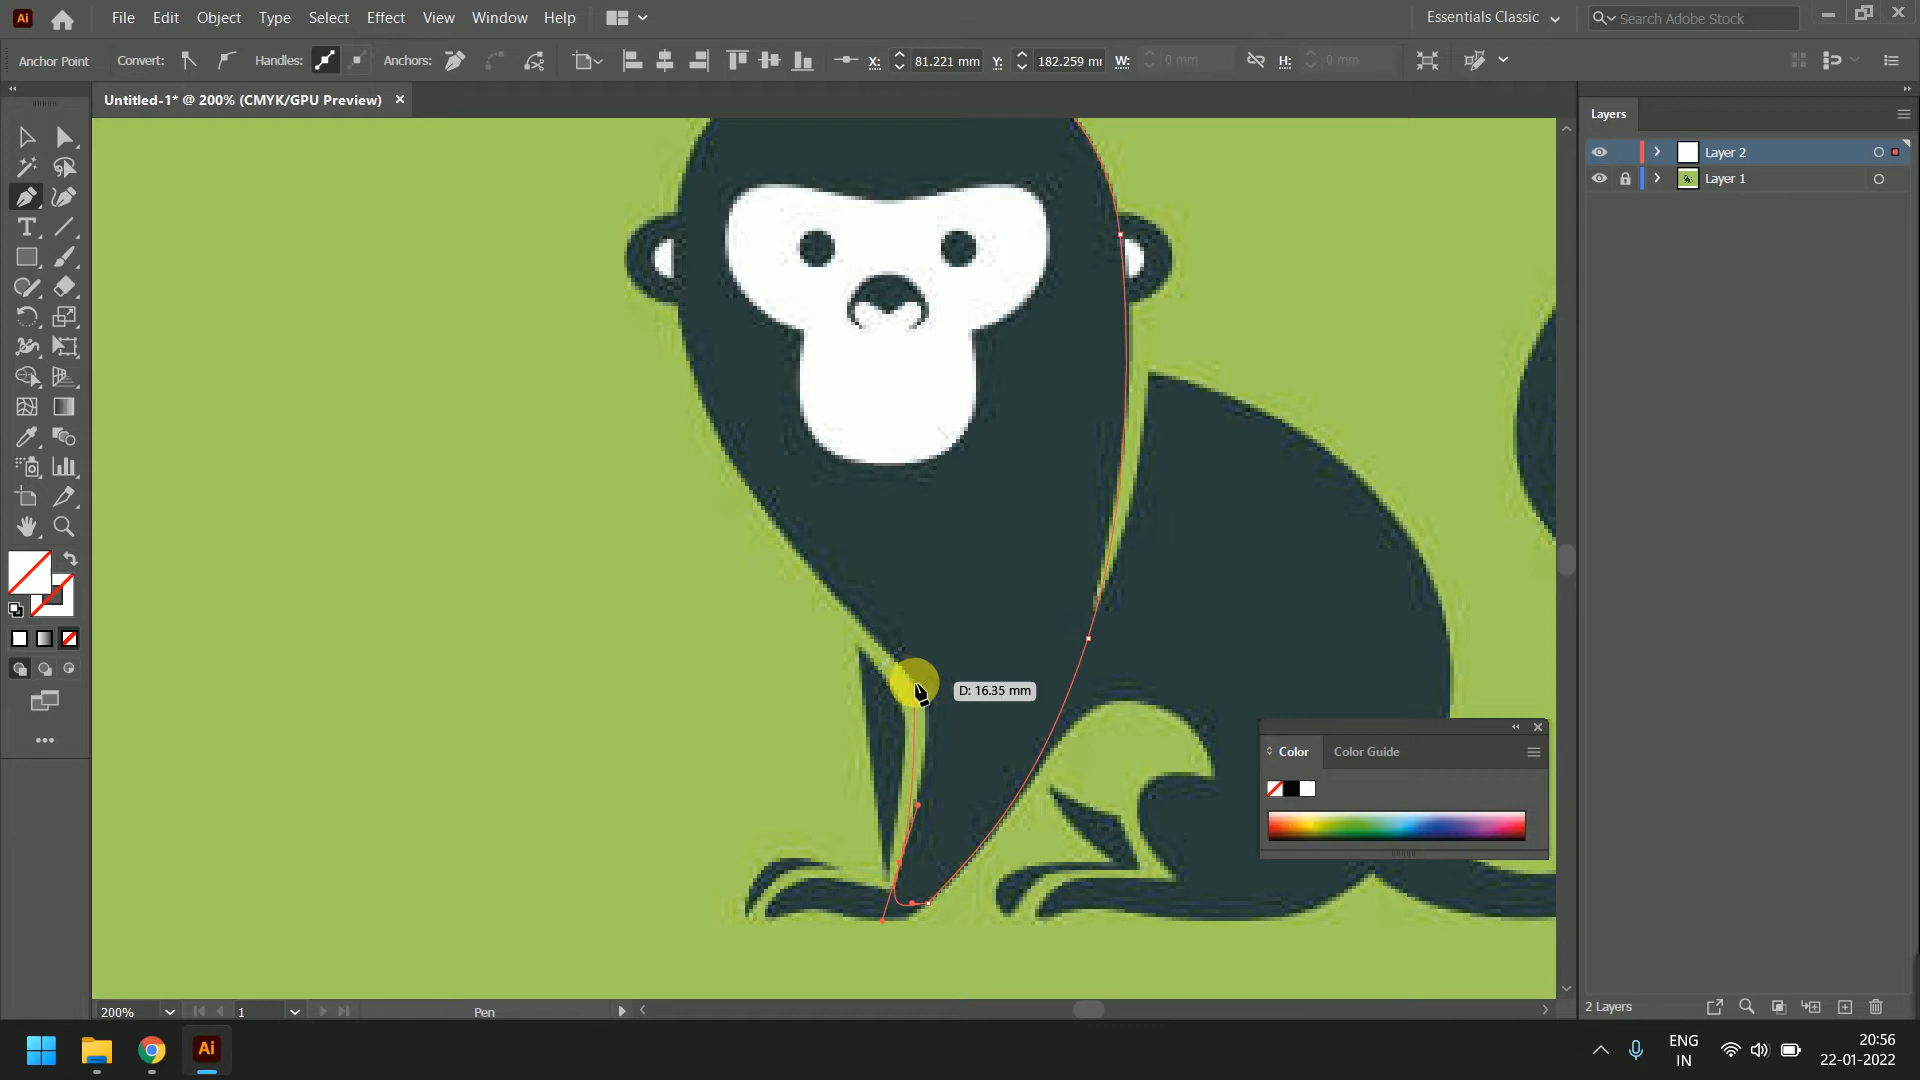 Ai File Edit Object Type Select Effect View Window Help Essentials Classic Search Adobe Stock
Anchor Point Convert: Handles: Anchors: X: 81.221 mm Y: 182.259 mm W: 0 mm H: 0 mm
Untitled-1* @ 200% (CMYK/GPU Preview)
Layers
Layer 2
Layer 1
D: 16.35 mm
Color Color Guide
200% 1 Pen
2 Layers
Ai
ENG
IN
20:56
22-01-2022